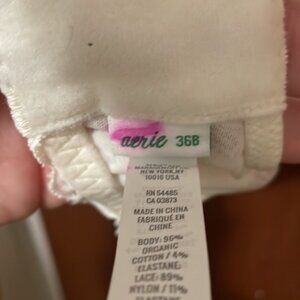 aerie 36B
NEW YORK, NY
10016 USA
RN 54485
CA 03873
MADE IN CHINA
FABRIQUÉ EN
CHINE
BODY: 96%
ORGANIC
COTTON / 4%
ELASTANE;
LACE: 89%
NYLON / 11%
ELASTANE